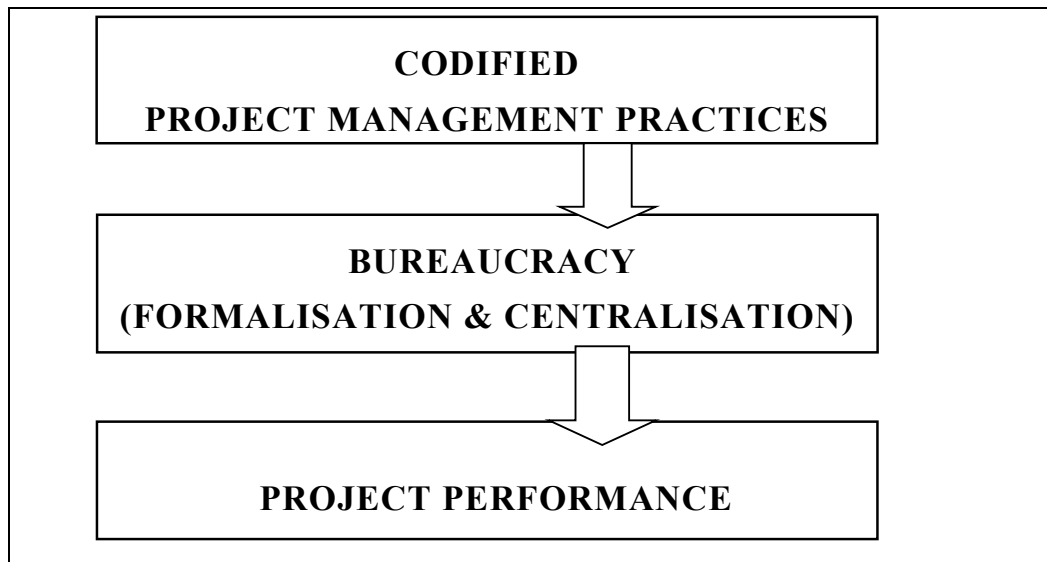 CODIFIED
PROJECT MANAGEMENT PRACTICES
BUREAUCRACY
(FORMALISATION & CENTRALISATION)
PROJECT PERFORMANCE